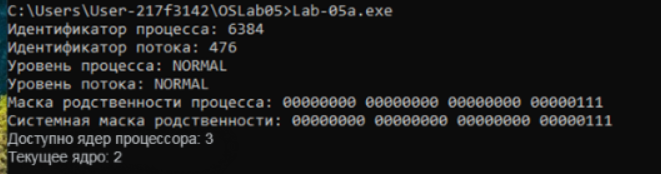 C:\Users\User-217f3142\OSLab05>Lab-05a.exe
Идентификатор процесса: 6384
Идентификатор потока: 476
Уровень процесса: NORMAL
Уровень потока: NORMAL
Маска родственности процесса: 00000000 00000000 00000000 00000111
Системная маска родственности: 00000000 00000000 00000000 00000111
Доступно ядер процессора: 3
Текущее ядро: 2